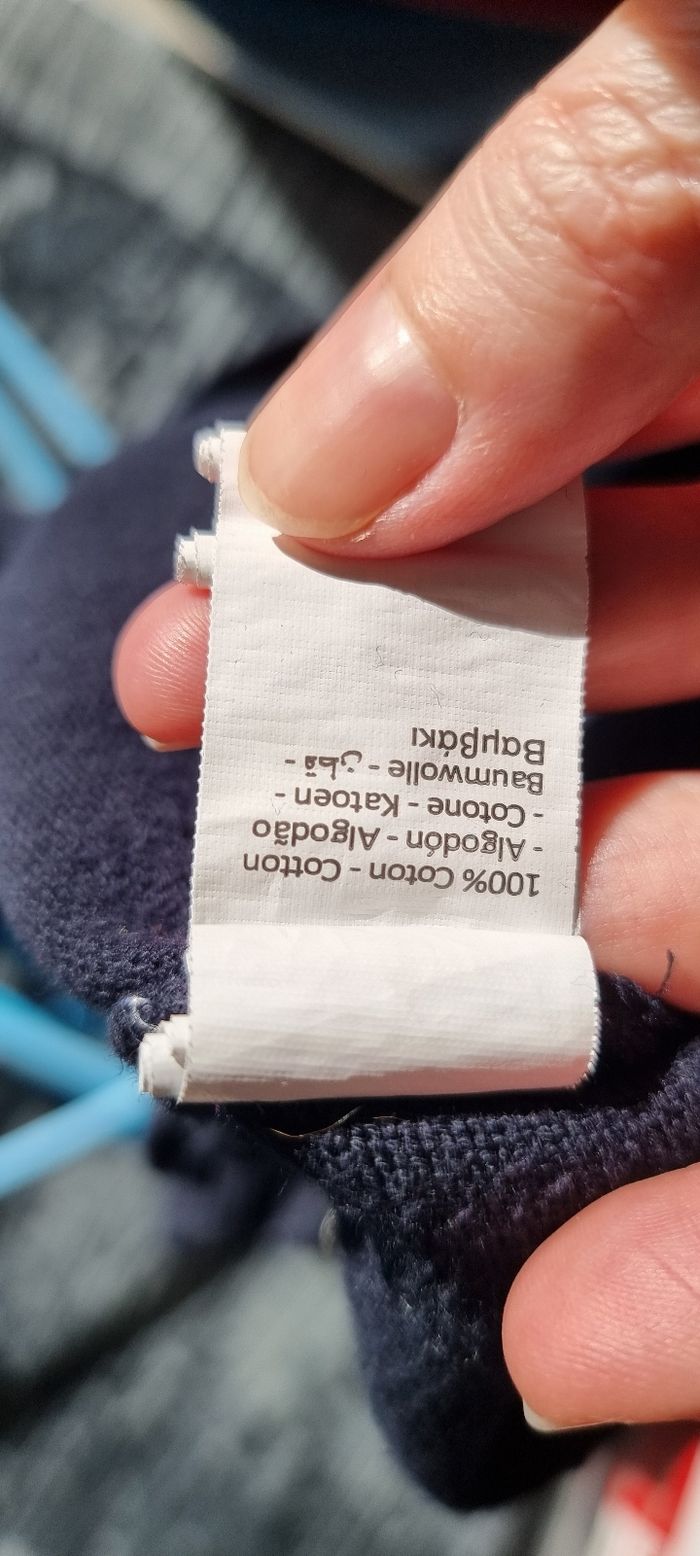 100% Coton - Cotton
- Algodón - Algodão
- Cotone - Katoen -
Baumwolle - قطن -
Βαμβάκι